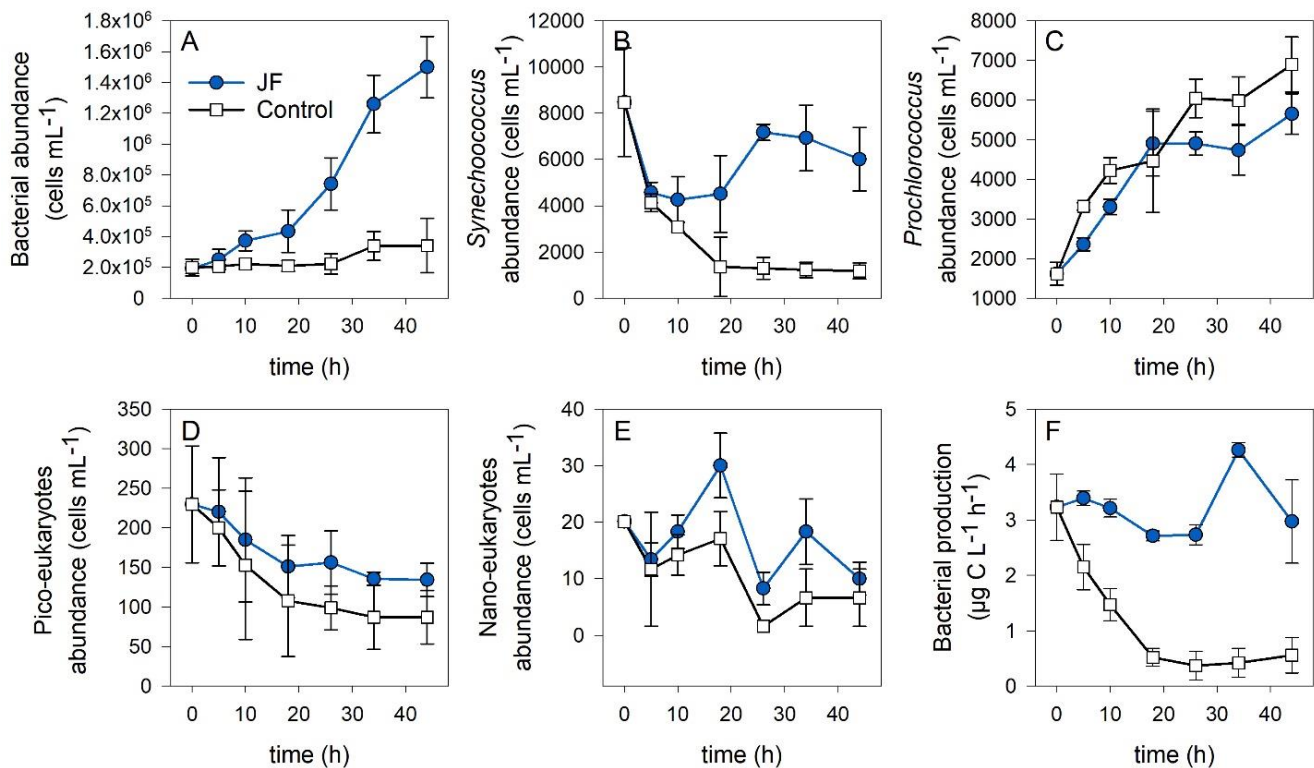 A
Bacterial abundance
(cells mL⁻¹)
1.8x10⁶
1.6x10⁶
1.4x10⁶
1.2x10⁶
10⁶
8.0x10⁵
6.0x10⁵
4.0x10⁵
2.0x10⁵
0
JF
Control
0 10 20 30 40
time (h)
B
Synechococcus
abundance (cells mL⁻¹)
12000
10000
8000
6000
4000
2000
0
0 10 20 30 40
time (h)
C
Prochlorococcus
abundance (cells mL⁻¹)
8000
7000
6000
5000
4000
3000
2000
1000
0 10 20 30 40
time (h)
D
Pico-eukaryotes
abundance (cells mL⁻¹)
350
300
250
200
150
100
50
0
0 10 20 30 40
time (h)
E
Nano-eukaryotes
abundance (cells mL⁻¹)
40
30
20
10
0
0 10 20 30 40
time (h)
F
Bacterial production
(µg C L⁻¹ h⁻¹)
5
4
3
2
1
0
0 10 20 30 40
time (h)